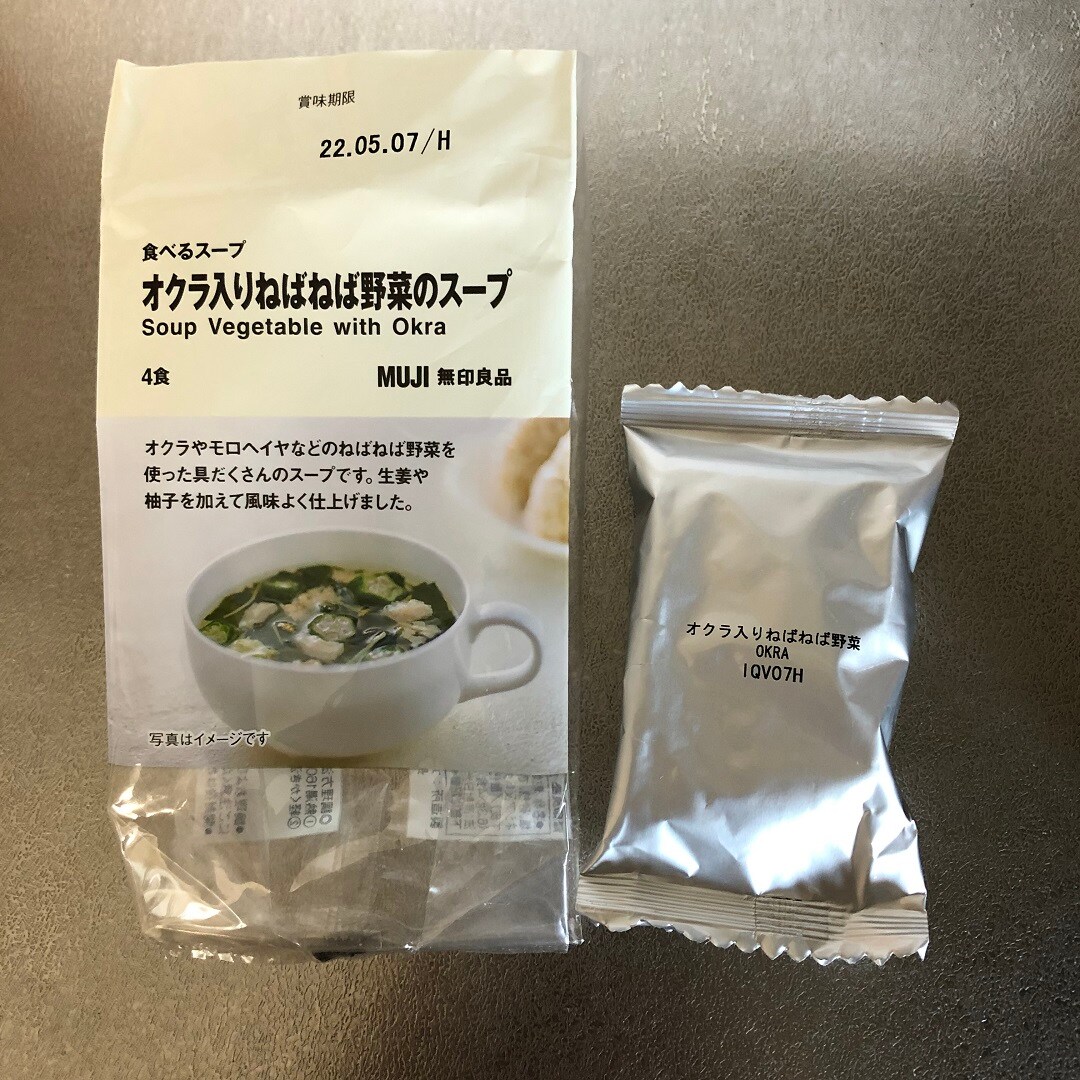 賞味期限
22.05.07/H
食べるスープ
オクラ入りねばねば野菜のスープ
Soup Vegetable with Okra
4食
MUJI 無印良品
オクラやモロヘイヤなどのねばねば野菜を
使った具だくさんのスープです。生姜や
柚子を加えて風味よく仕上げました。
写真はイメージです
オクラ入りねばねば野菜
OKRA
IQV07H